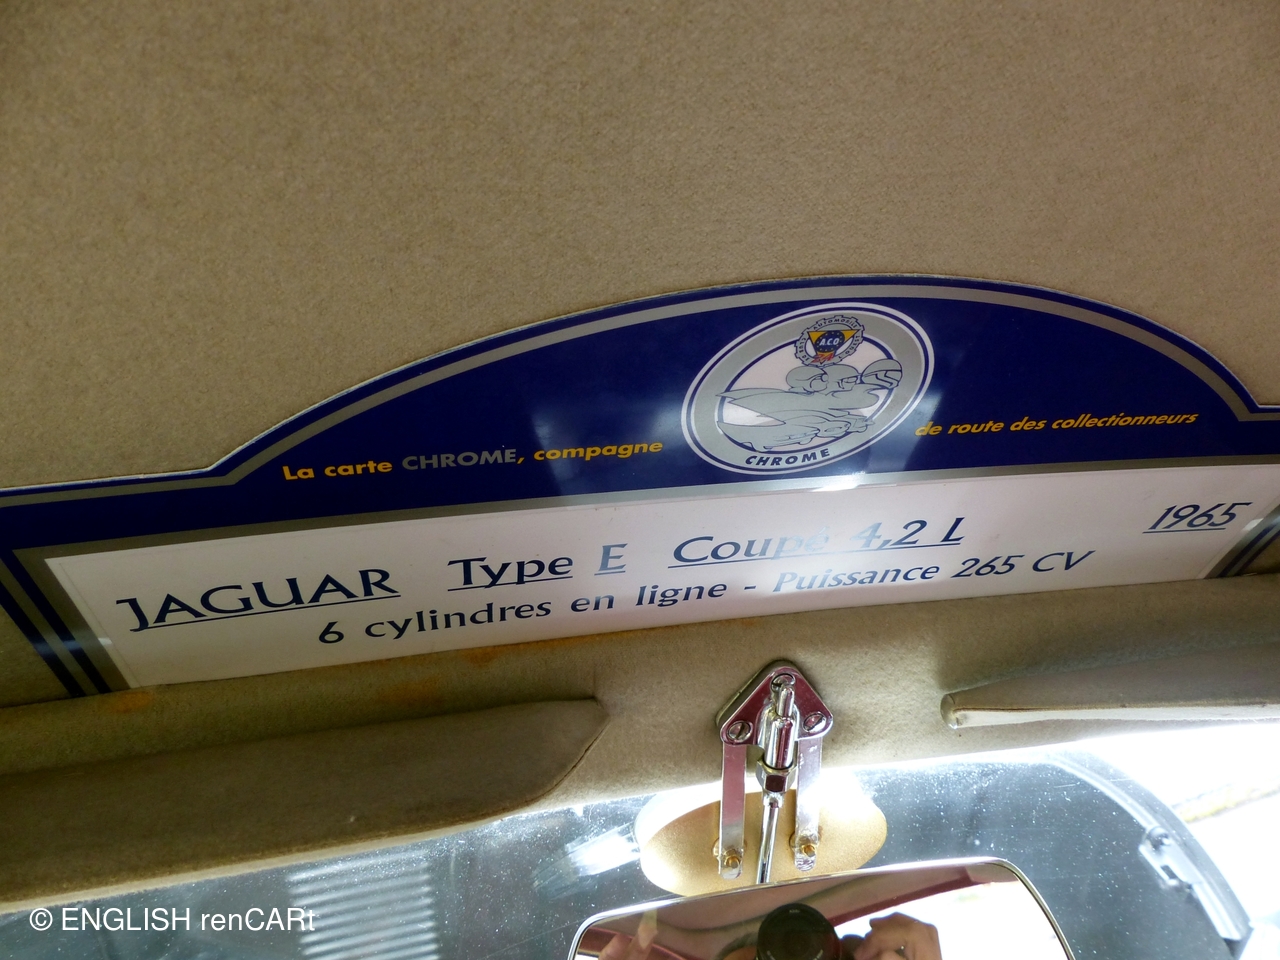 AUTOMOBILE
A.C.O
CHROME
La carte CHROME, compagne de route des collectionneurs
JAGUAR Type E Coupé 4,2 L 1965
6 cylindres en ligne - Puissance 265 CV
© ENGLISH renCARt